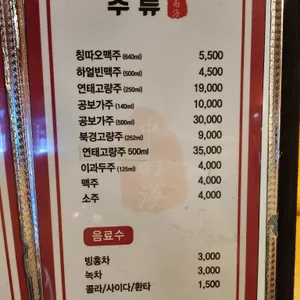 주 류
칭따오맥주 (640ml) 5,500
하얼빈맥주 (500ml) 4,500
연태고량주 (250ml) 19,000
공보가주 (140ml) 10,000
공보가주 (500ml) 30,000
북경고량주 (252ml) 9,000
연태고량주 500ml 35,000
이과두주 (125ml) 4,000
맥주 4,000
소주 4,000
음료수
빙홍차 3,000
녹차 3,000
콜라/사이다/환타 1,500